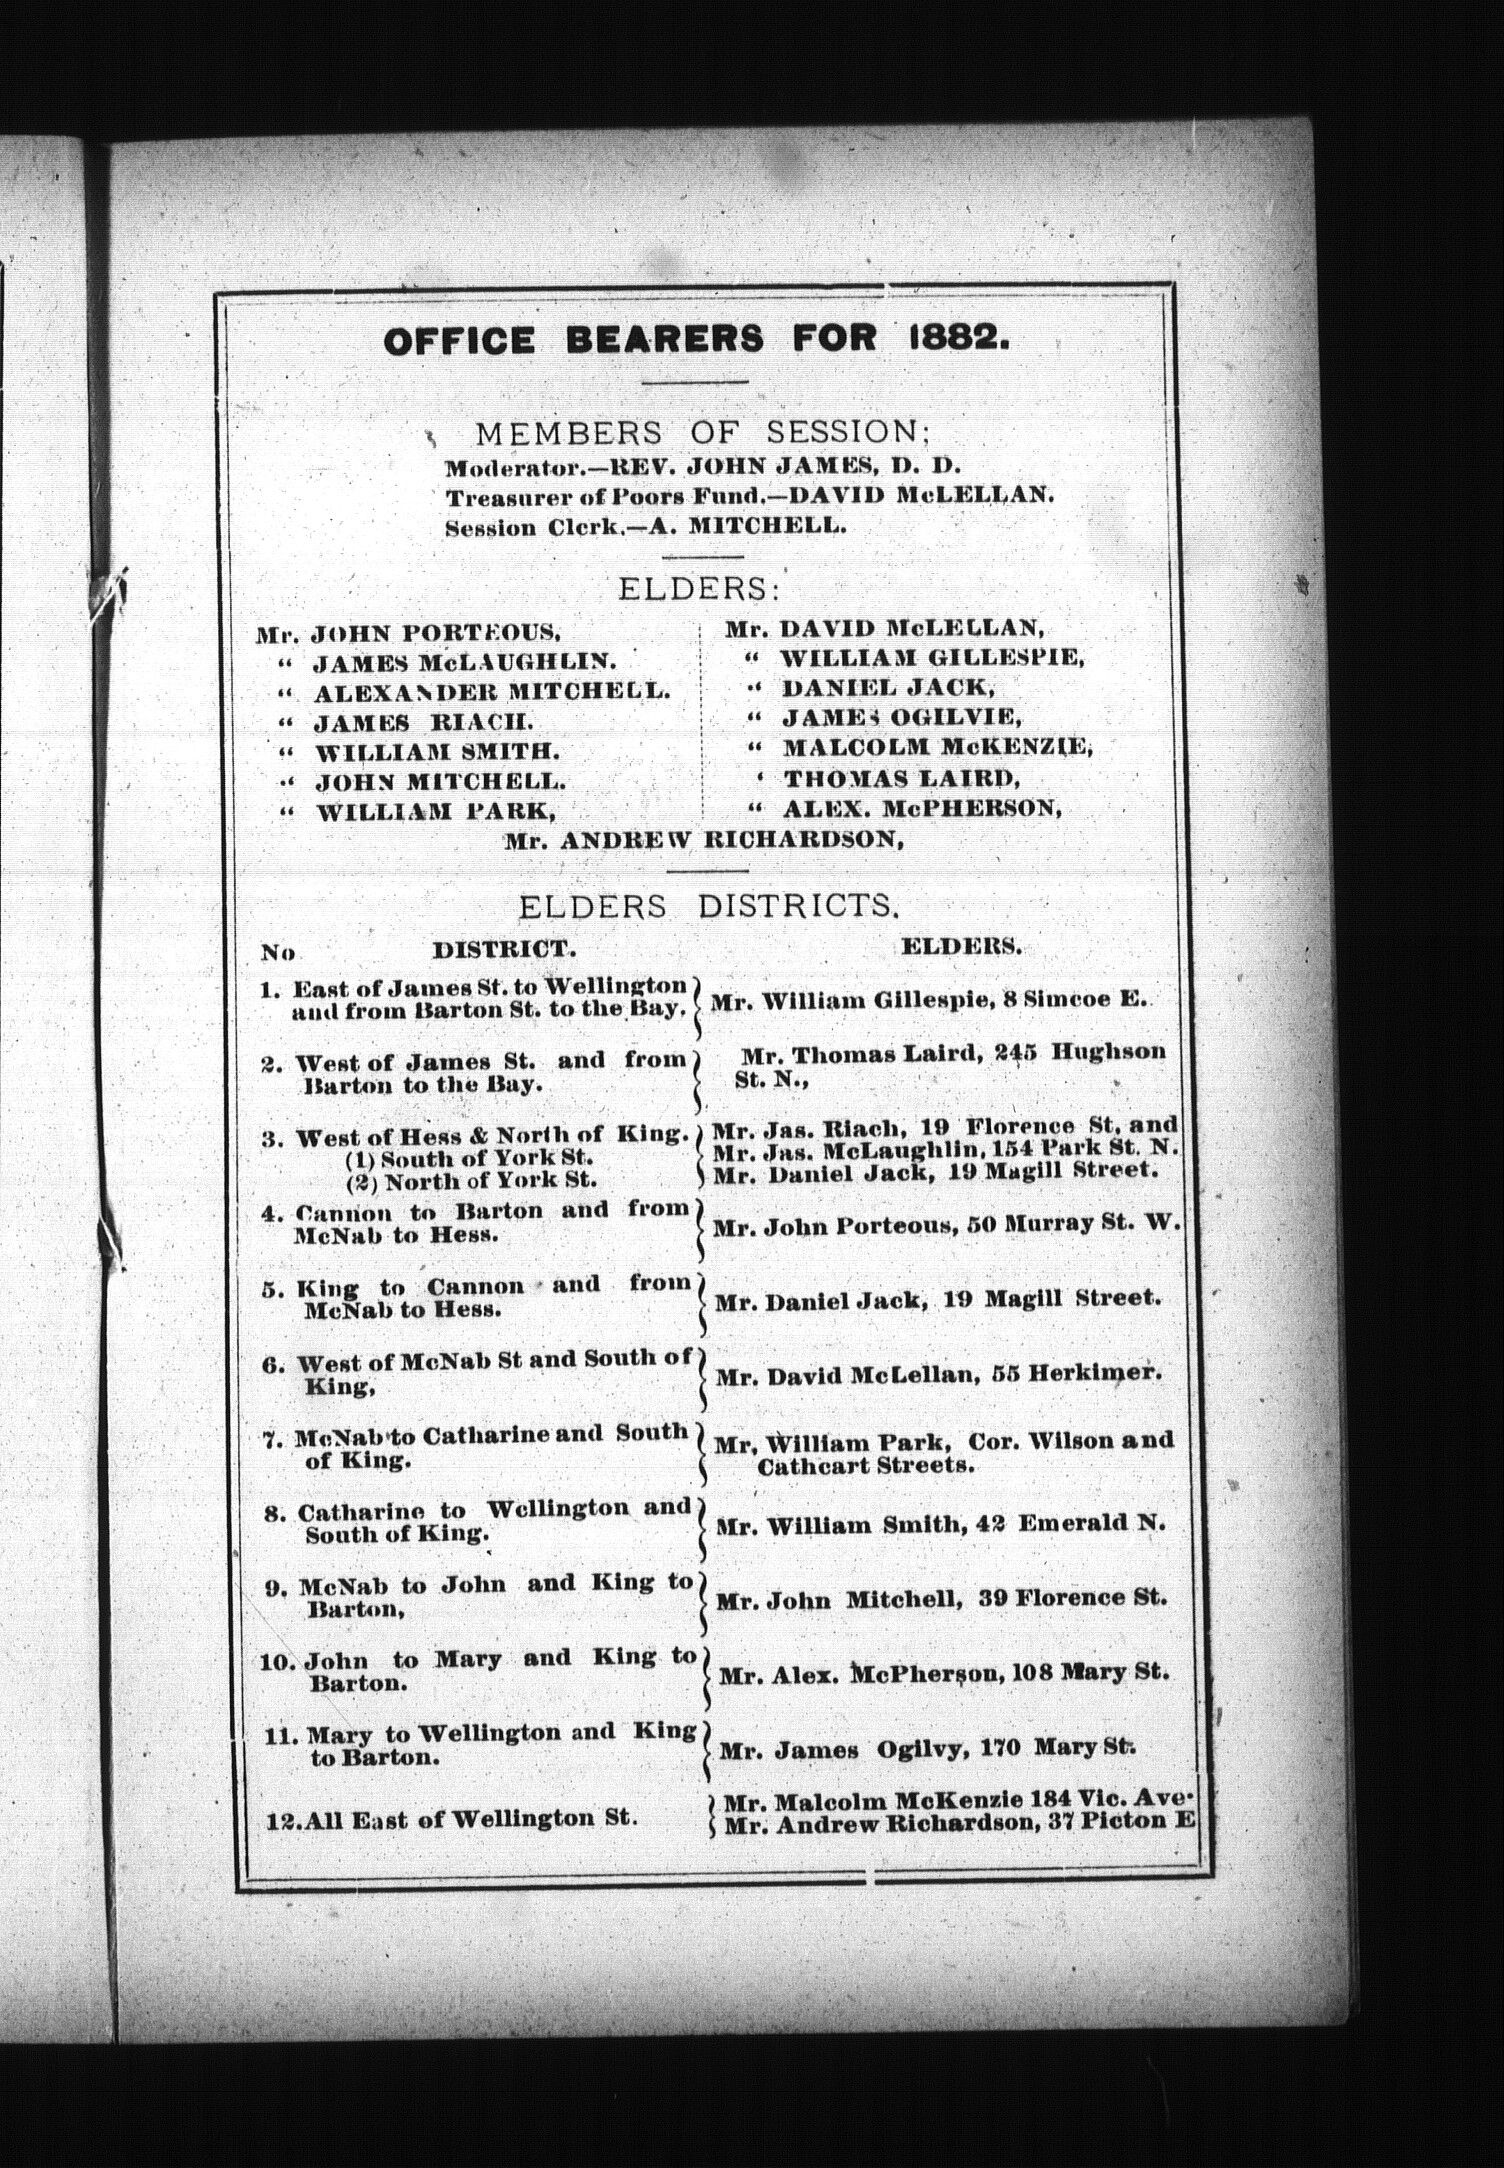 OFFICE BEARERS FOR 1882.
MEMBERS OF SESSION;
Moderator.—REV. JOHN JAMES, D. D.
Treasurer of Poors Fund.—DAVID McLELLAN.
Session Clerk.—A. MITCHELL.
ELDERS:
Mr. JOHN PORTEOUS,
“ JAMES McLAUGHLIN.
“ ALEXANDER MITCHELL.
“ JAMES RIACH.
“ WILLIAM SMITH.
“ JOHN MITCHELL.
“ WILLIAM PARK,
Mr. DAVID McLELLAN,
“ WILLIAM GILLESPIE,
“ DANIEL JACK,
“ JAMES OGILVIE,
“ MALCOLM McKENZIE,
‘ THOMAS LAIRD,
“ ALEX. McPHERSON,
Mr. ANDREW RICHARDSON,
ELDERS DISTRICTS.
No DISTRICT. ELDERS.
1. East of James St. to Wellington
and from Barton St. to the Bay.
Mr. William Gillespie, 8 Simcoe E.
2. West of James St. and from
Barton to the Bay.
Mr. Thomas Laird, 245 Hughson
St. N.,
3. West of Hess & North of King.
(1) South of York St.
(2) North of York St.
Mr. Jas. Riach, 19 Florence St, and
Mr. Jas. McLaughlin, 154 Park St. N.
Mr. Daniel Jack, 19 Magill Street.
4. Cannon to Barton and from
McNab to Hess.
Mr. John Porteous, 50 Murray St. W.
5. King to Cannon and from
McNab to Hess.
Mr. Daniel Jack, 19 Magill Street.
6. West of McNab St and South of
King,
Mr. David McLellan, 55 Herkimer.
7. McNab to Catharine and South
of King.
Mr, William Park, Cor. Wilson and
Cathcart Streets.
8. Catharine to Wellington and
South of King.
Mr. William Smith, 42 Emerald N.
9. McNab to John and King to
Barton,
Mr. John Mitchell, 39 Florence St.
10. John to Mary and King to
Barton.
Mr. Alex. McPherson, 108 Mary St.
11. Mary to Wellington and King
to Barton.
Mr. James Ogilvy, 170 Mary St.
12. All East of Wellington St.
Mr. Malcolm McKenzie 184 Vic. Ave.
Mr. Andrew Richardson, 37 Picton E